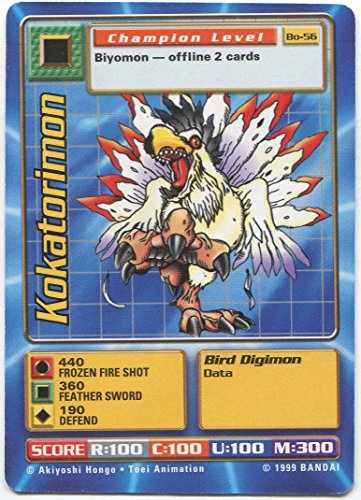 Champion Level
Bo-56
Biyomon — offline 2 cards
Kokatorimon
440
FROZEN FIRE SHOT
360
FEATHER SWORD
190
DEFEND
Bird Digimon
Data
SCORE R:100 C:100 U:100 M:300
© Akiyoshi Hongo · Toei Animation © 1999 BANDAI